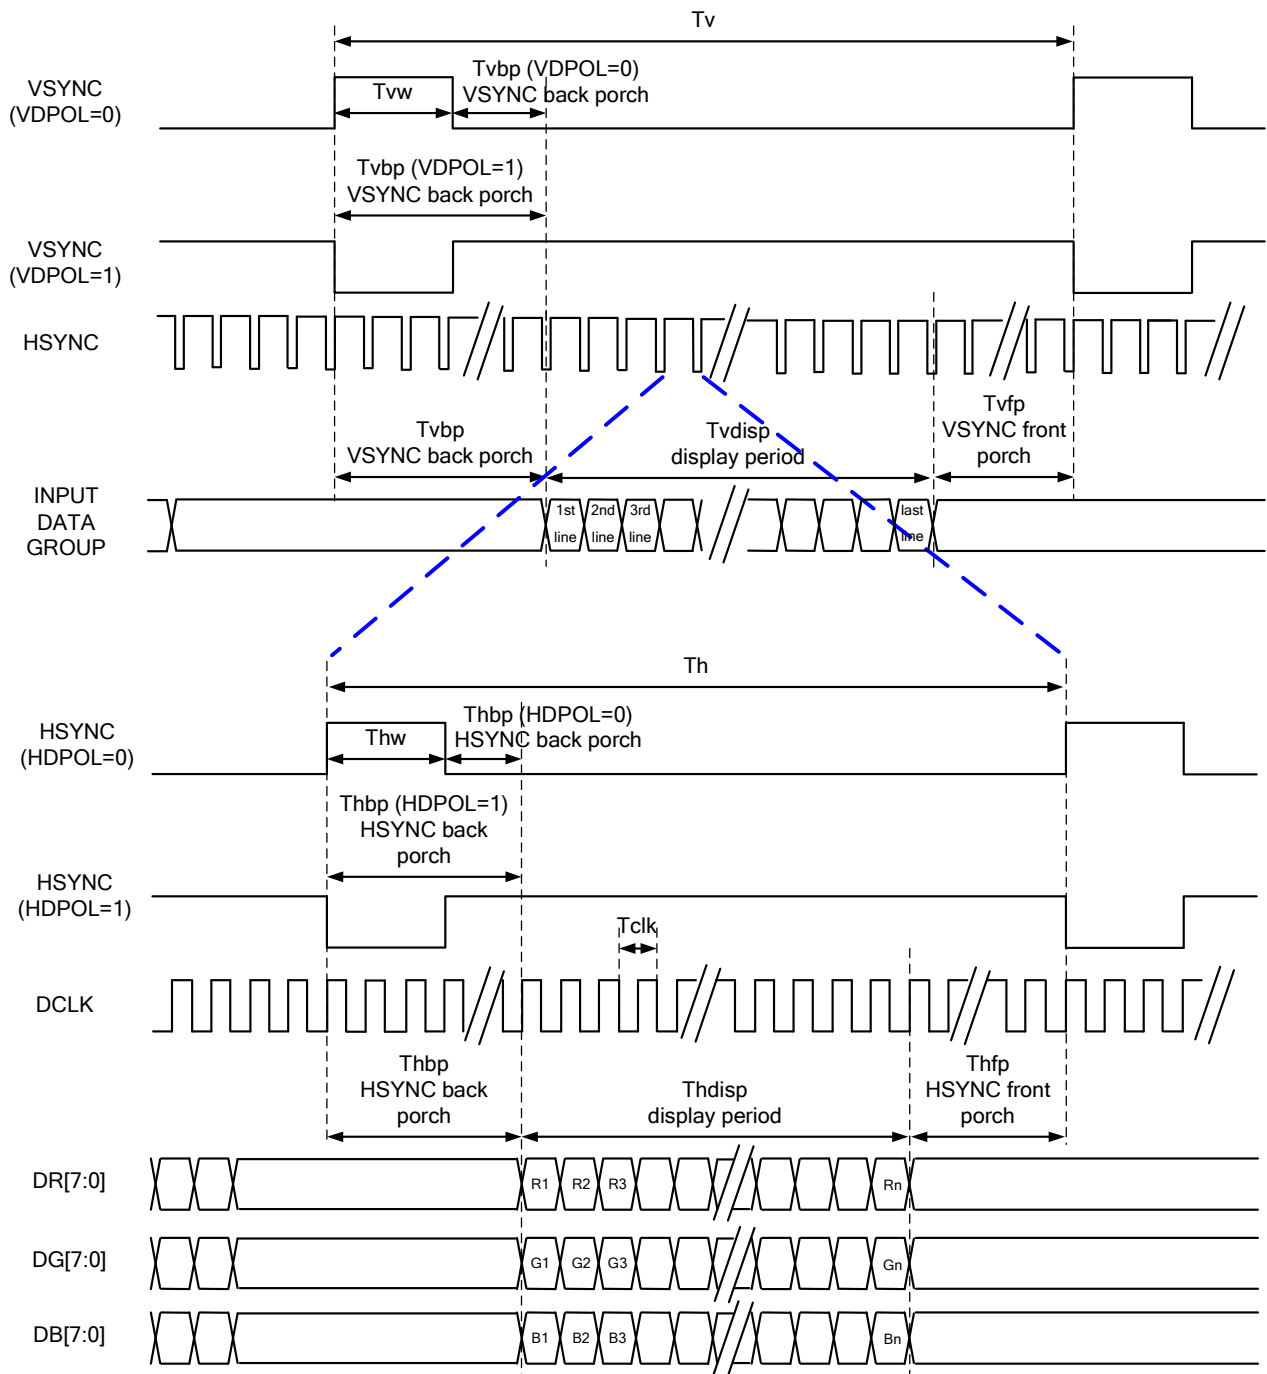 Tv
VSYNC
(VDPOL=0)
Tvw
Tvbp (VDPOL=0)
VSYNC back porch
Tvbp (VDPOL=1)
VSYNC back porch
VSYNC
(VDPOL=1)
HSYNC
Tvbp
VSYNC back porch
Tvdisp
display period
Tvfp
VSYNC front
porch
INPUT
DATA
GROUP
1st
line
2nd
line
3rd
line
last
line
Th
HSYNC
(HDPOL=0)
Thw
Thbp (HDPOL=0)
HSYNC back porch
Thbp (HDPOL=1)
HSYNC back
porch
HSYNC
(HDPOL=1)
Tclk
DCLK
Thbp
HSYNC back
porch
Thdisp
display period
Thfp
HSYNC front
porch
DR[7:0]
R1
R2
R3
Rn
DG[7:0]
G1
G2
G3
Gn
DB[7:0]
B1
B2
B3
Bn